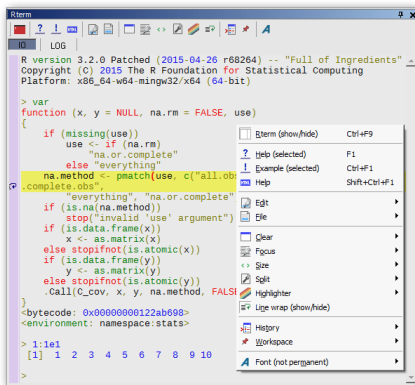 Rterm
IO LOG
R version 3.2.0 Patched (2015-04-26 r68264) -- "Full of Ingredients"
Copyright (C) 2015 The R Foundation for Statistical Computing
Platform: x86_64-w64-mingw32/x64 (64-bit)
> var
function (x, y = NULL, na.rm = FALSE, use)
{
if (missing(use))
use <- if (na.rm)
"na.or.complete"
else "everything"
na.method <- pmatch(use, c("all.obs
.complete.obs",
"everything", "na.or.complete
if (is.na(na.method))
stop("invalid 'use' argument")
if (is.data.frame(x))
x <- as.matrix(x)
else stopifnot(is.atomic(x))
if (is.data.frame(y))
y <- as.matrix(y)
else stopifnot(is.atomic(y))
.Call(C_cov, x, y, na.method, FALSE
}
<bytecode: 0x00000000122ab698>
<environment: namespace:stats>
> 1:1e1
[1] 1 2 3 4 5 6 7 8 9 10
>
Rterm (show/hide) Ctrl+F9
Help (selected) F1
Example (selected) Ctrl+F1
Help Shift+Ctrl+F1
Edit
File
Clear
Focus
Size
Split
Highlighter
Line wrap (show/hide)
History
Workspace
Font (not permanent)